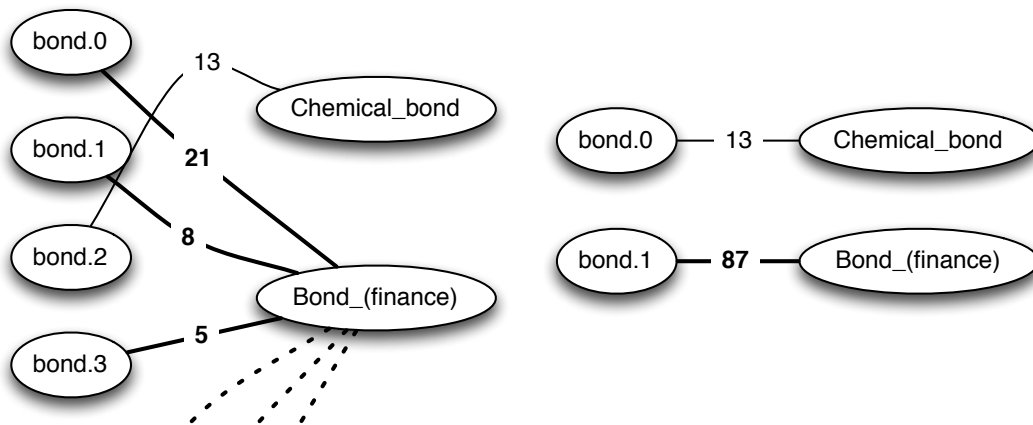 bond.0
13
Chemical_bond
bond.1
21
bond.2
8
Bond_(finance)
bond.3
5
bond.0
13
Chemical_bond
bond.1
87
Bond_(finance)